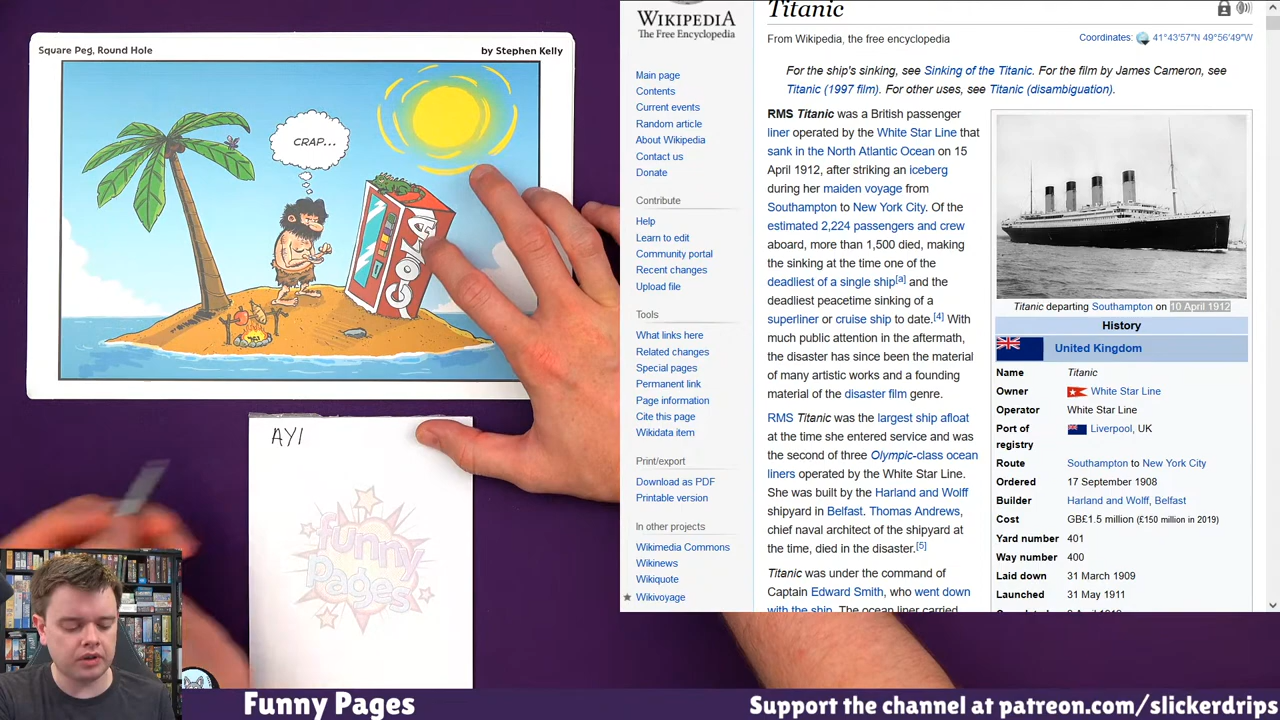 Square Peg, Round Hole
by Stephen Kelly
CRAP...
COLA
AYI
funny
pages
WIKIPEDIA
The Free Encyclopedia
Main page
Contents
Current events
Random article
About Wikipedia
Contact us
Donate
Contribute
Help
Learn to edit
Community portal
Recent changes
Upload file
Tools
What links here
Related changes
Special pages
Permanent link
Page information
Cite this page
Wikidata item
Print/export
Download as PDF
Printable version
In other projects
Wikimedia Commons
Wikinews
Wikiquote
Wikivoyage
Titanic
From Wikipedia, the free encyclopedia
Coordinates: 41°43′57″N 49°56′49″W
For the ship's sinking, see Sinking of the Titanic. For the film by James Cameron, see
Titanic (1997 film). For other uses, see Titanic (disambiguation).
RMS Titanic was a British passenger
liner operated by the White Star Line that
sank in the North Atlantic Ocean on 15
April 1912, after striking an iceberg
during her maiden voyage from
Southampton to New York City. Of the
estimated 2,224 passengers and crew
aboard, more than 1,500 died, making
the sinking at the time one of the
deadliest of a single ship[a] and the
deadliest peacetime sinking of a
superliner or cruise ship to date.[4] With
much public attention in the aftermath,
the disaster has since been the material
of many artistic works and a founding
material of the disaster film genre.
RMS Titanic was the largest ship afloat
at the time she entered service and was
the second of three Olympic-class ocean
liners operated by the White Star Line.
She was built by the Harland and Wolff
shipyard in Belfast. Thomas Andrews,
chief naval architect of the shipyard at
the time, died in the disaster.[5]
Titanic was under the command of
Captain Edward Smith, who went down
with the ship. The ocean liner carried
Titanic departing Southampton on 10 April 1912
History
United Kingdom
Name Titanic
Owner White Star Line
Operator White Star Line
Port of registry Liverpool, UK
Route Southampton to New York City
Ordered 17 September 1908
Builder Harland and Wolff, Belfast
Cost GB£1.5 million (£150 million in 2019)
Yard number 401
Way number 400
Laid down 31 March 1909
Launched 31 May 1911
Funny Pages
Support the channel at patreon.com/slickerdrips